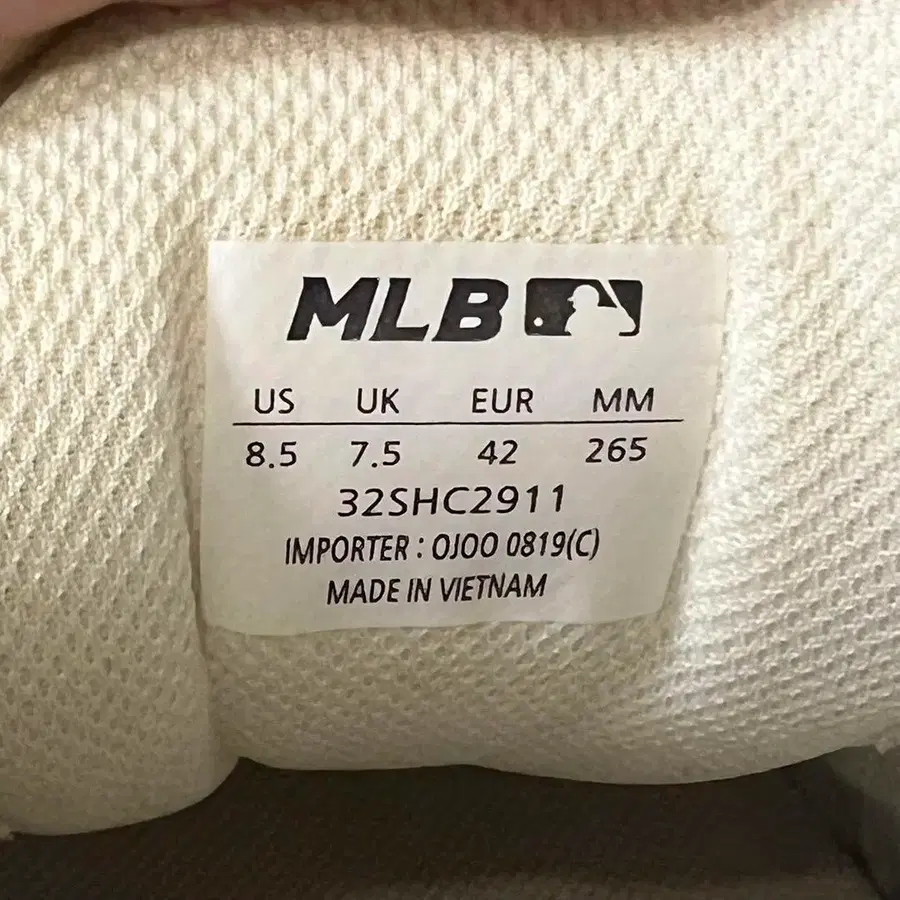 MLB
US UK EUR MM
8.5 7.5 42 265
32SHC2911
IMPORTER : OJOO 0819(C)
MADE IN VIETNAM